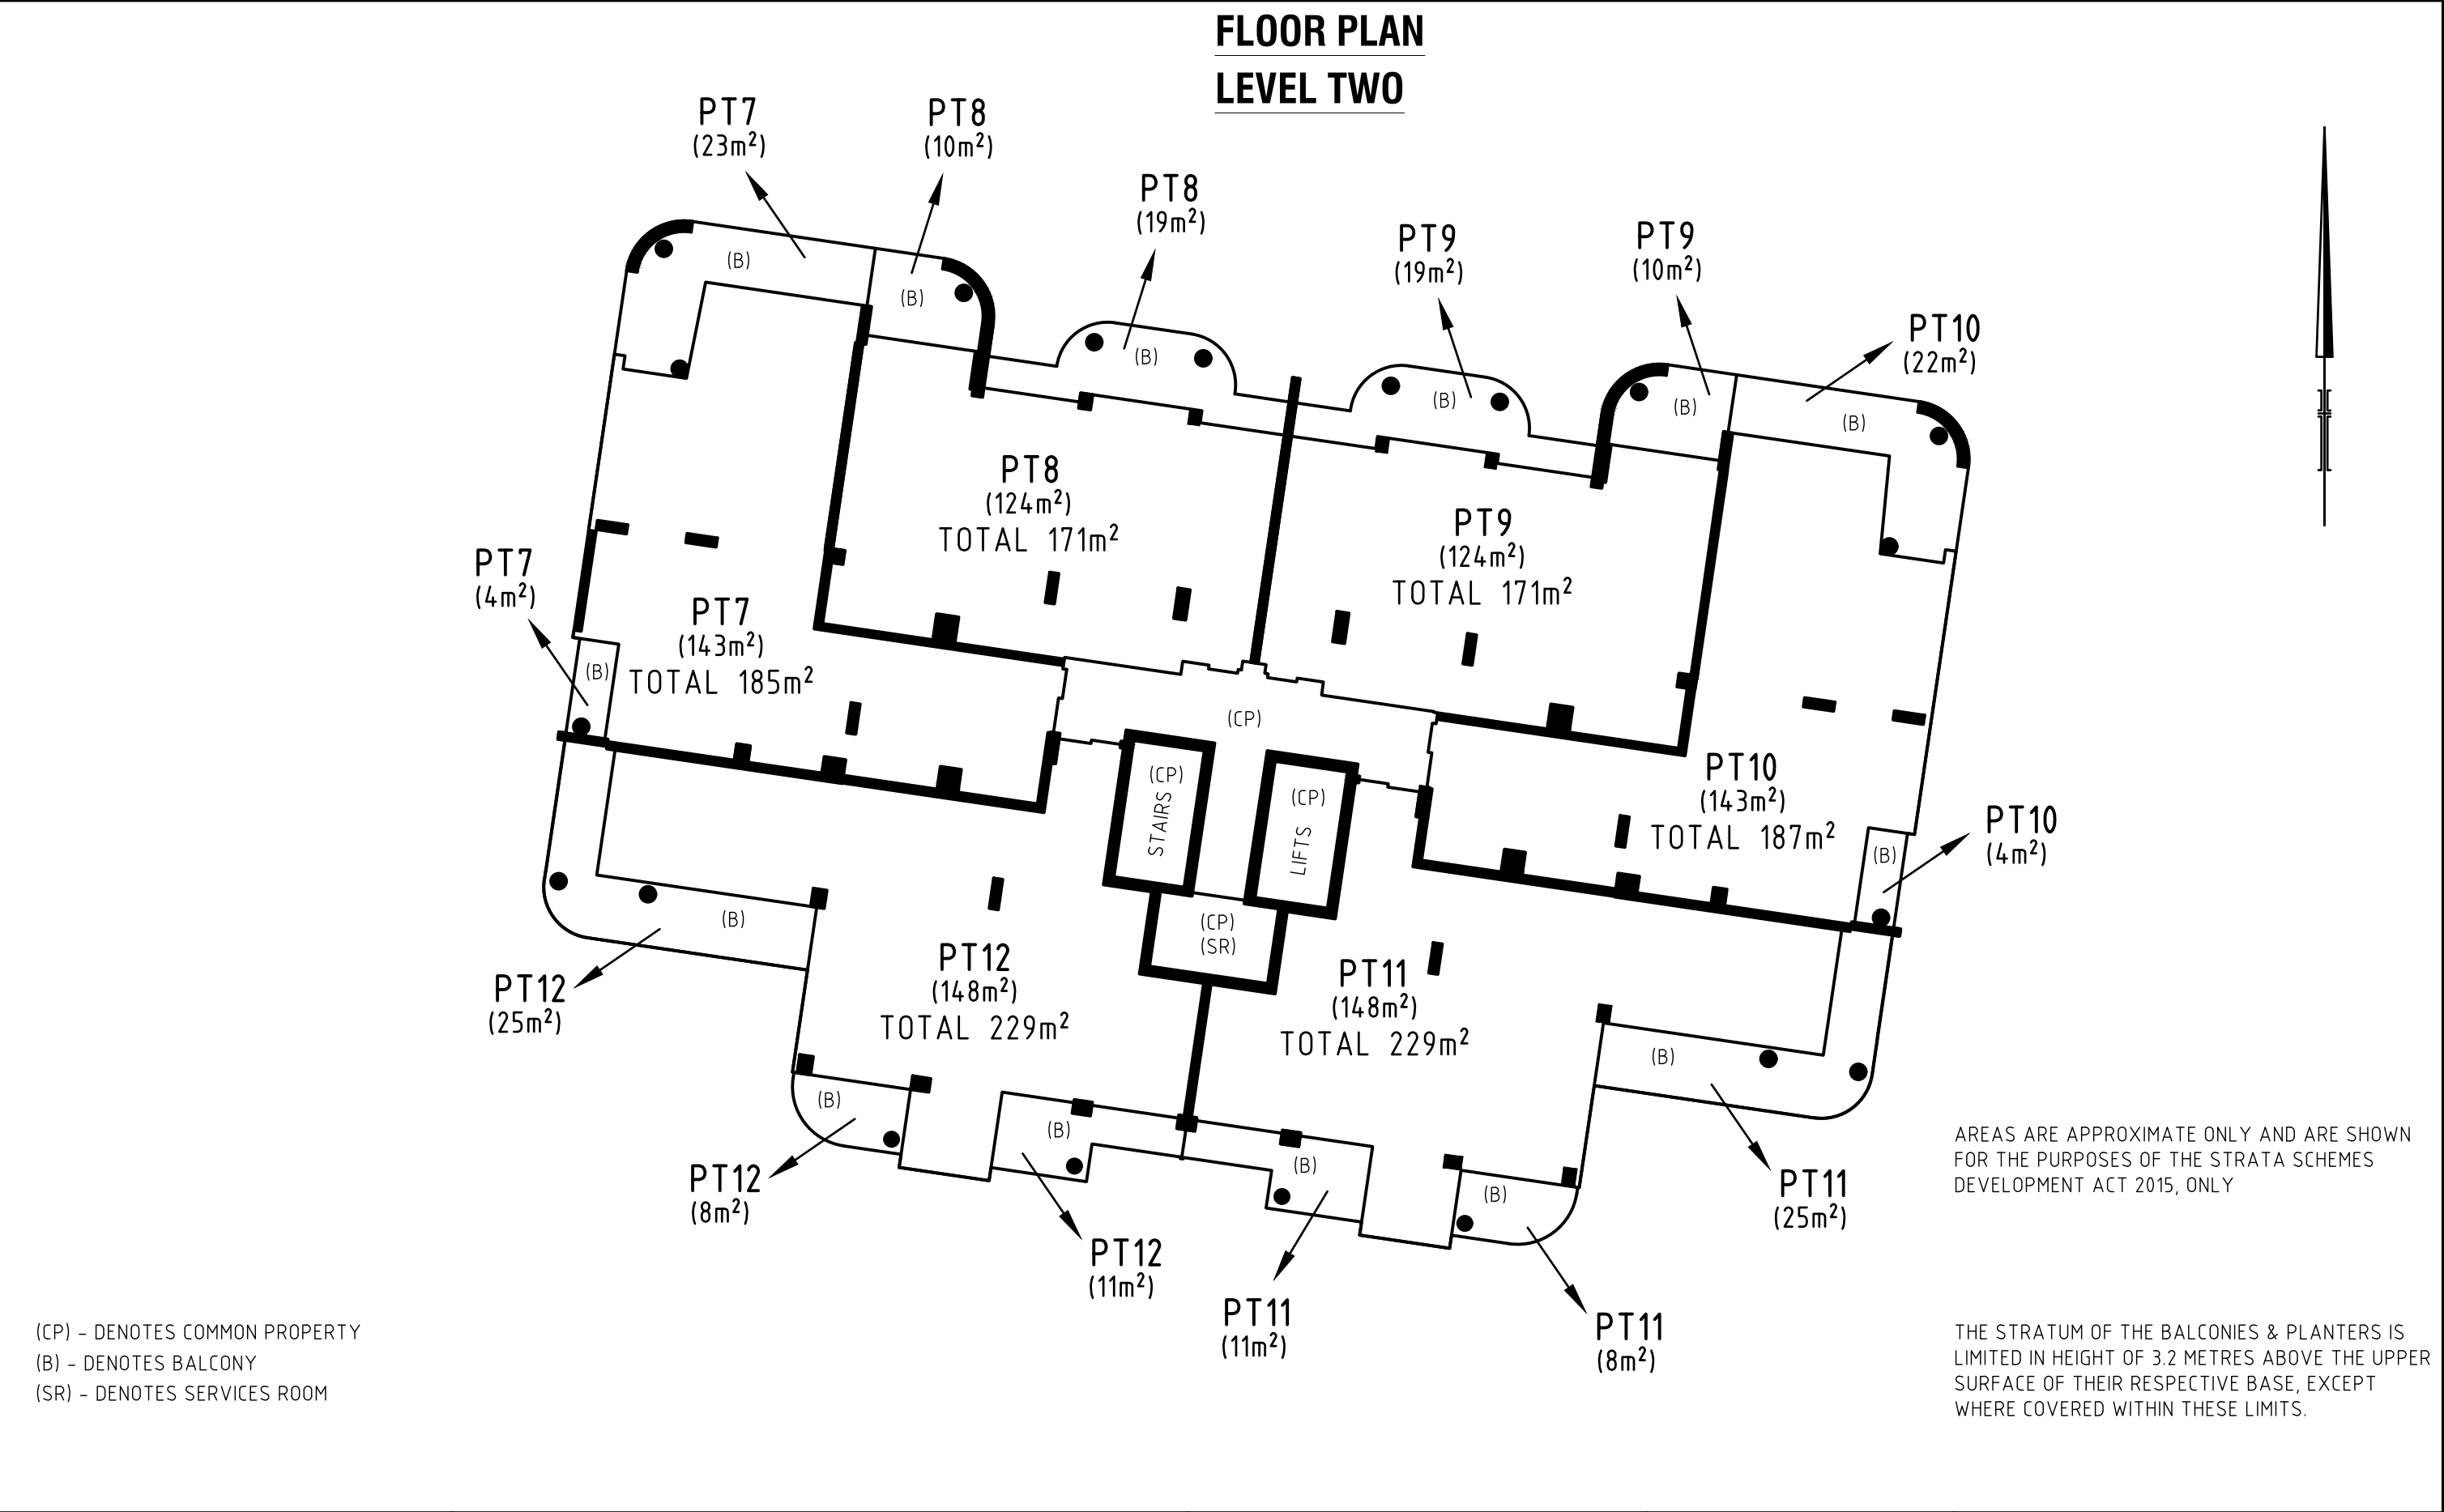 FLOOR PLAN
LEVEL TWO
PT7
(23m²)
PT8
(10m²)
PT8
(19m²)
PT9
(19m²)
PT9
(10m²)
PT10
(22m²)
(B)
(B)
(B)
(B)
(B)
(B)
PT8
(124m²)
TOTAL 171m²
PT9
(124m²)
TOTAL 171m²
PT7
(4m²)
PT7
(143m²)
TOTAL 185m²
(B)
(CP)
(CP)
STAIRS
(CP)
LIFTS
PT10
(143m²)
TOTAL 187m²
PT10
(4m²)
(B)
(B)
(CP)
(SR)
PT12
(148m²)
TOTAL 229m²
PT11
(148m²)
TOTAL 229m²
PT12
(25m²)
(B)
(B)
(B)
(B)
(B)
PT12
(8m²)
PT12
(11m²)
PT11
(11m²)
PT11
(8m²)
PT11
(25m²)
AREAS ARE APPROXIMATE ONLY AND ARE SHOWN
FOR THE PURPOSES OF THE STRATA SCHEMES
DEVELOPMENT ACT 2015, ONLY
(CP) - DENOTES COMMON PROPERTY
(B) - DENOTES BALCONY
(SR) - DENOTES SERVICES ROOM
THE STRATUM OF THE BALCONIES & PLANTERS IS
LIMITED IN HEIGHT OF 3.2 METRES ABOVE THE UPPER
SURFACE OF THEIR RESPECTIVE BASE, EXCEPT
WHERE COVERED WITHIN THESE LIMITS.
(B)